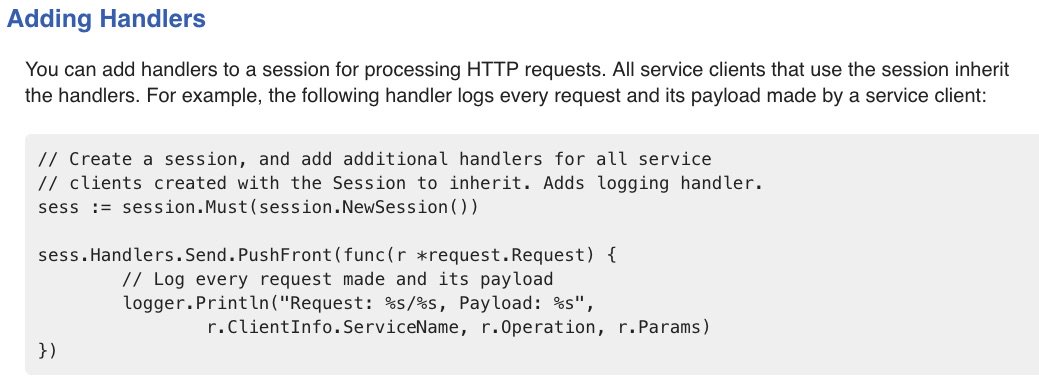 Adding Handlers
You can add handlers to a session for processing HTTP requests. All service clients that use the session inherit
the handlers. For example, the following handler logs every request and its payload made by a service client:
// Create a session, and add additional handlers for all service
// clients created with the Session to inherit. Adds logging handler.
sess := session.Must(session.NewSession())
sess.Handlers.Send.PushFront(func(r *request.Request) {
        // Log every request made and its payload
        logger.Println("Request: %s/%s, Payload: %s",
                r.ClientInfo.ServiceName, r.Operation, r.Params)
})